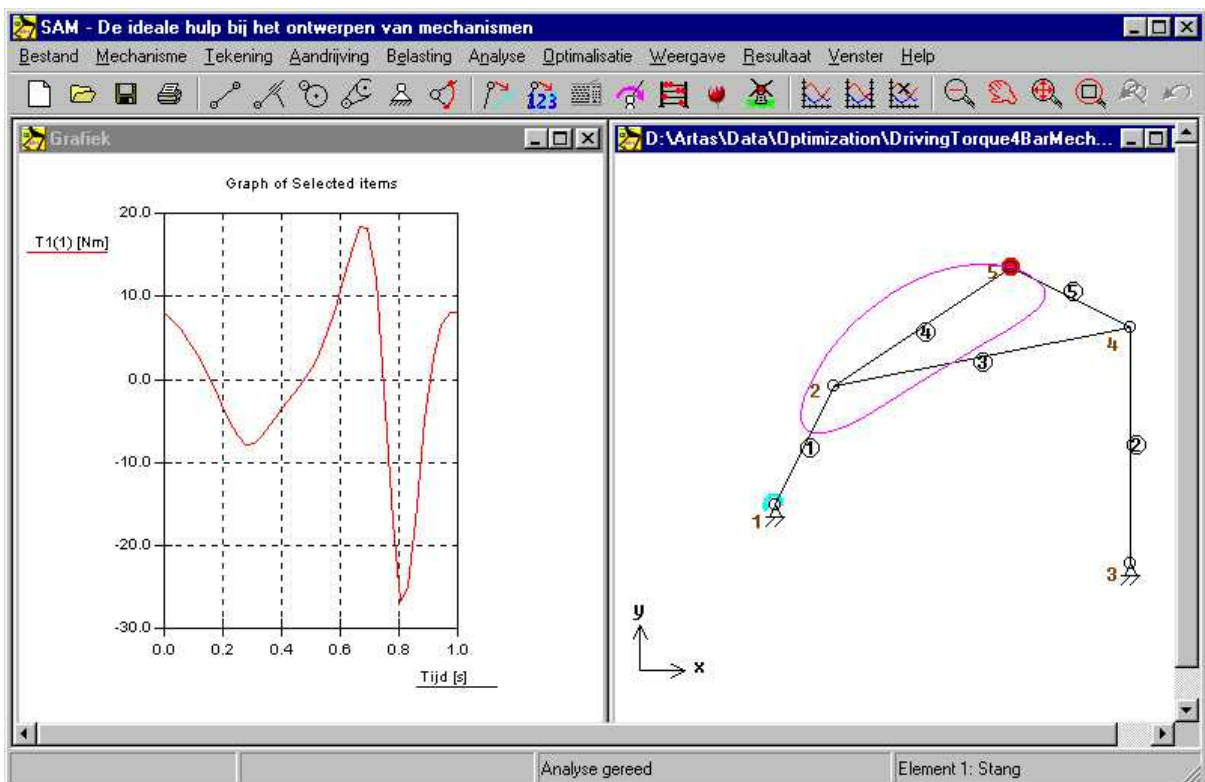 SAM - De ideale hulp bij het ontwerpen van mechanismen
Bestand Mechanisme Tekening Aandrijving Belasting Analyse Optimalisatie Weergave Resultaat Venster Help
123
Grafiek
Graph of Selected items
T1(1) [Nm]
20.0
10.0
0.0
-10.0
-20.0
-30.0
0.0 0.2 0.4 0.6 0.8 1.0
Tijd [s]
D:\Artas\Data\Optimization\DrivingTorque4BarMech...
5
5
4
4
3
2
1
2
1
3
y
x
Analyse gereed
Element 1: Stang